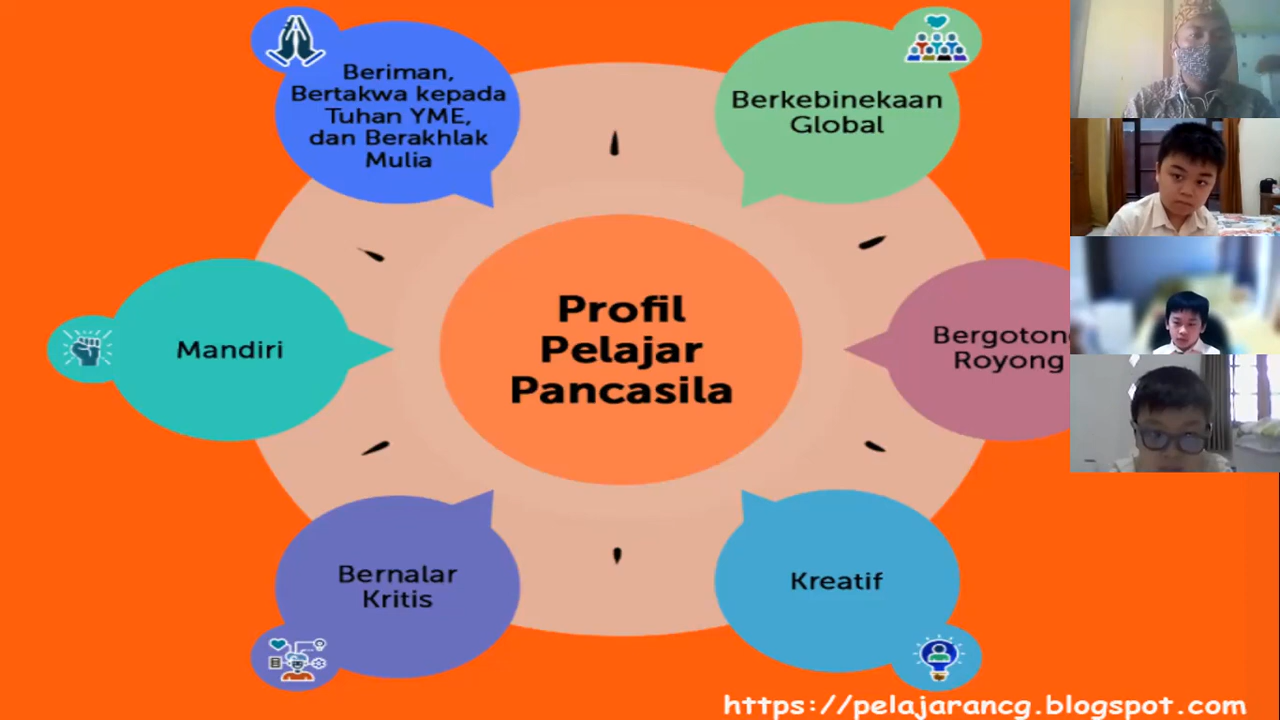 Beriman,
Bertakwa kepada
Tuhan YME,
dan Berakhlak
Mulia
Berkebinekaan
Global
Mandiri
Profil
Pelajar
Pancasila
Bergoton
Royong
Bernalar
Kritis
Kreatif
https://pelajarancg.blogspot.com